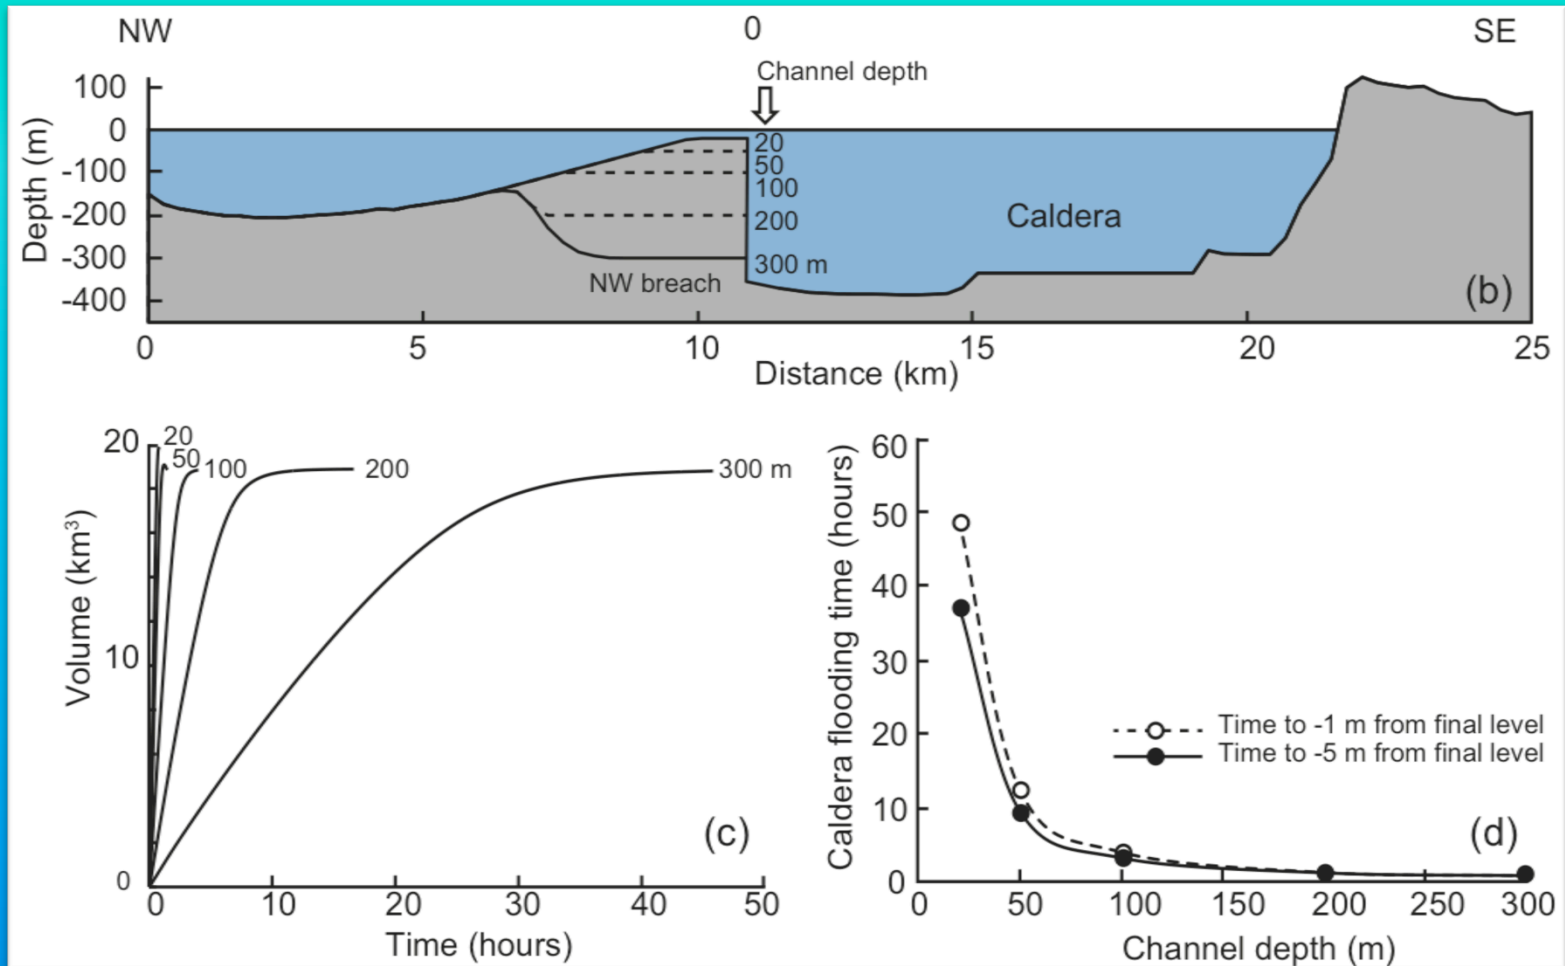 NW
0
SE
Channel depth
100
0
-100
-200
-300
-400
Depth (m)
20
50
100
200
300 m
Caldera
NW breach
(b)
0 5 10 15 20 25
Distance (km)
20
10
0
Volume (km³)
20
50
100
200
300 m
(c)
0 10 20 30 40 50
Time (hours)
60
50
40
30
20
10
0
Caldera flooding time (hours)
Time to -1 m from final level
Time to -5 m from final level
(d)
0 50 100 150 200 250 300
Channel depth (m)